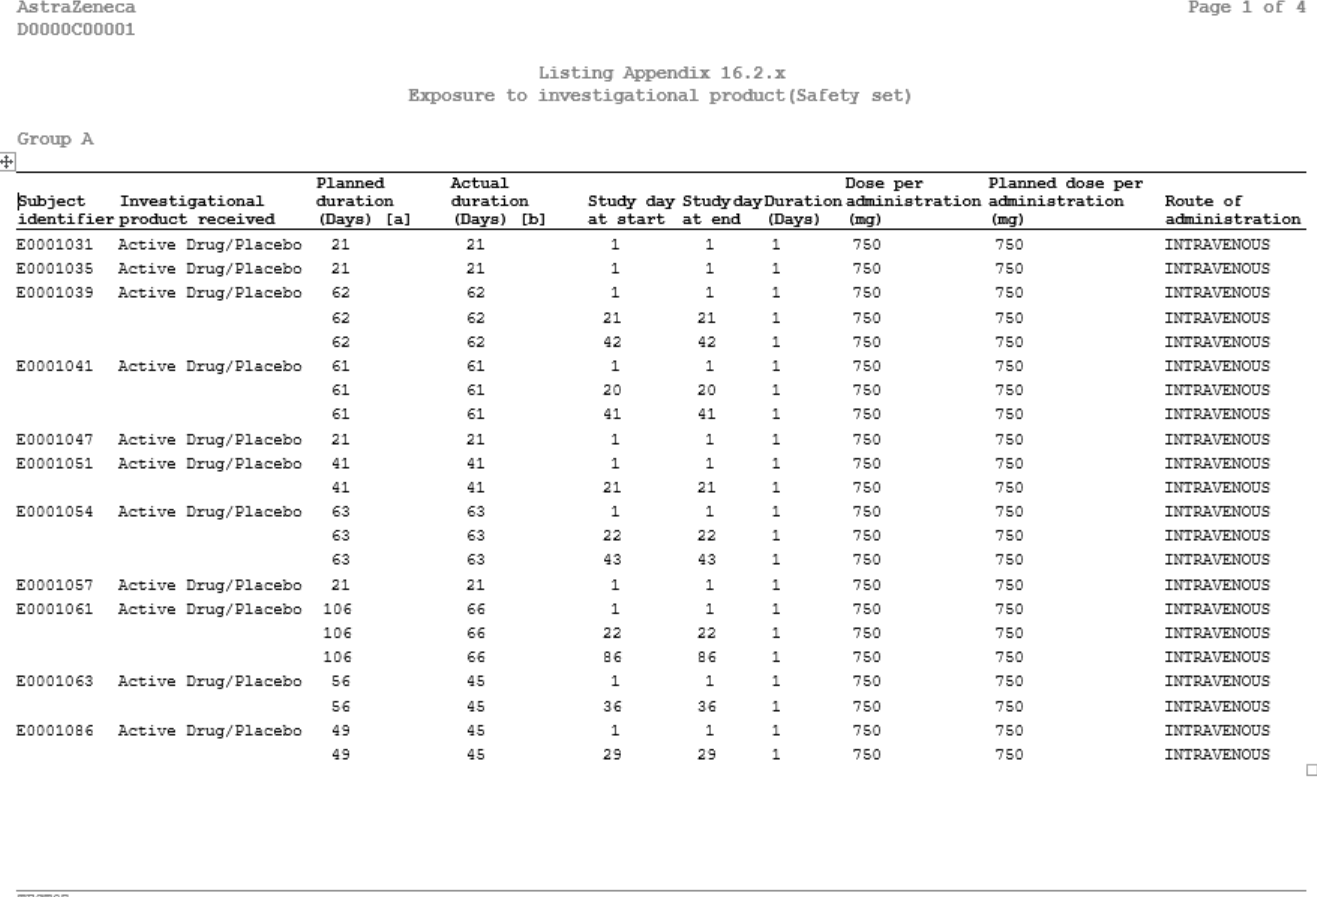 AstraZeneca Page 1 of 4
D0000C00001
Listing Appendix 16.2.x
Exposure to investigational product(Safety set)
Group A
Planned Actual Dose per Planned dose per
Subject Investigational duration duration Study day Study day Duration administration administration Route of
identifier product received (Days) [a] (Days) [b] at start at end (Days) (mg) (mg) administration
E0001031 Active Drug/Placebo 21 21 1 1 1 750 750 INTRAVENOUS
E0001035 Active Drug/Placebo 21 21 1 1 1 750 750 INTRAVENOUS
E0001039 Active Drug/Placebo 62 62 1 1 1 750 750 INTRAVENOUS
62 62 21 21 1 750 750 INTRAVENOUS
62 62 42 42 1 750 750 INTRAVENOUS
E0001041 Active Drug/Placebo 61 61 1 1 1 750 750 INTRAVENOUS
61 61 20 20 1 750 750 INTRAVENOUS
61 61 41 41 1 750 750 INTRAVENOUS
E0001047 Active Drug/Placebo 21 21 1 1 1 750 750 INTRAVENOUS
E0001051 Active Drug/Placebo 41 41 1 1 1 750 750 INTRAVENOUS
41 41 21 21 1 750 750 INTRAVENOUS
E0001054 Active Drug/Placebo 63 63 1 1 1 750 750 INTRAVENOUS
63 63 22 22 1 750 750 INTRAVENOUS
63 63 43 43 1 750 750 INTRAVENOUS
E0001057 Active Drug/Placebo 21 21 1 1 1 750 750 INTRAVENOUS
E0001061 Active Drug/Placebo 106 66 1 1 1 750 750 INTRAVENOUS
106 66 22 22 1 750 750 INTRAVENOUS
106 66 86 86 1 750 750 INTRAVENOUS
E0001063 Active Drug/Placebo 56 45 1 1 1 750 750 INTRAVENOUS
56 45 36 36 1 750 750 INTRAVENOUS
E0001086 Active Drug/Placebo 49 45 1 1 1 750 750 INTRAVENOUS
49 45 29 29 1 750 750 INTRAVENOUS